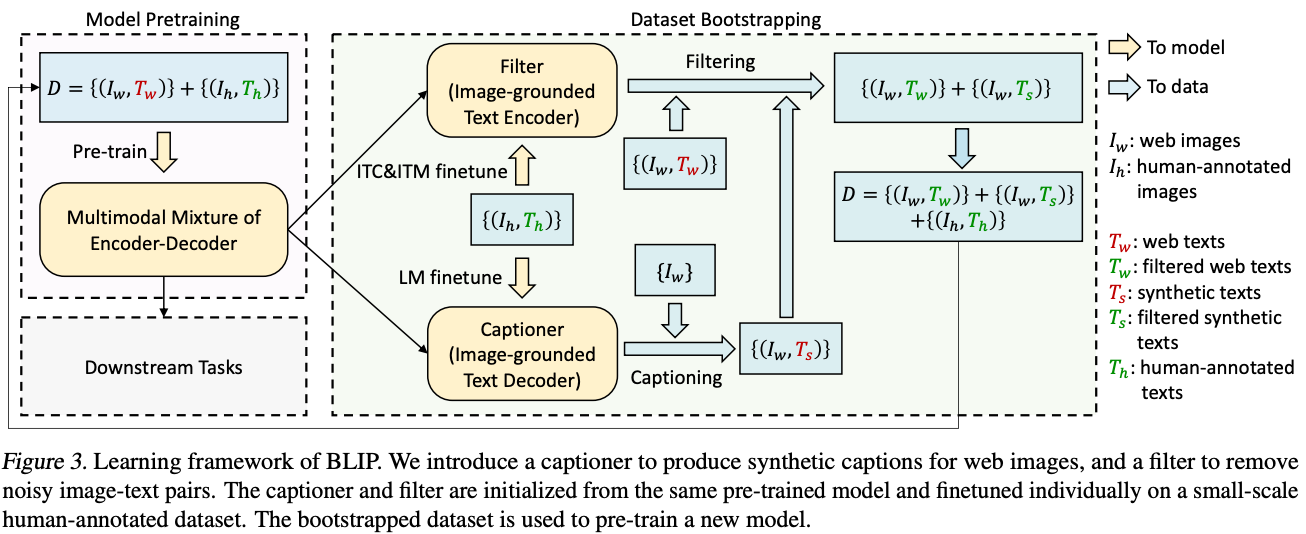 Model Pretraining
Dataset Bootstrapping
D = {(I_w, T_w)} + {(I_h, T_h)}
Pre-train
Multimodal Mixture of
Encoder-Decoder
Downstream Tasks
Filter
(Image-grounded
Text Encoder)
ITC&ITM finetune
{(I_h, T_h)}
LM finetune
Captioner
(Image-grounded
Text Decoder)
Filtering
{(I_w, T_w)}
{I_w}
Captioning
{(I_w, T_s)}
{(I_w, T_w)} + {(I_w, T_s)}
D = {(I_w, T_w)} + {(I_w, T_s)}
+{(I_h, T_h)}
To model
To data
I_w: web images
I_h: human-annotated
images
T_w: web texts
T_w: filtered web texts
T_s: synthetic texts
T_s: filtered synthetic
texts
T_h: human-annotated
texts
Figure 3. Learning framework of BLIP. We introduce a captioner to produce synthetic captions for web images, and a filter to remove
noisy image-text pairs. The captioner and filter are initialized from the same pre-trained model and finetuned individually on a small-scale
human-annotated dataset. The bootstrapped dataset is used to pre-train a new model.